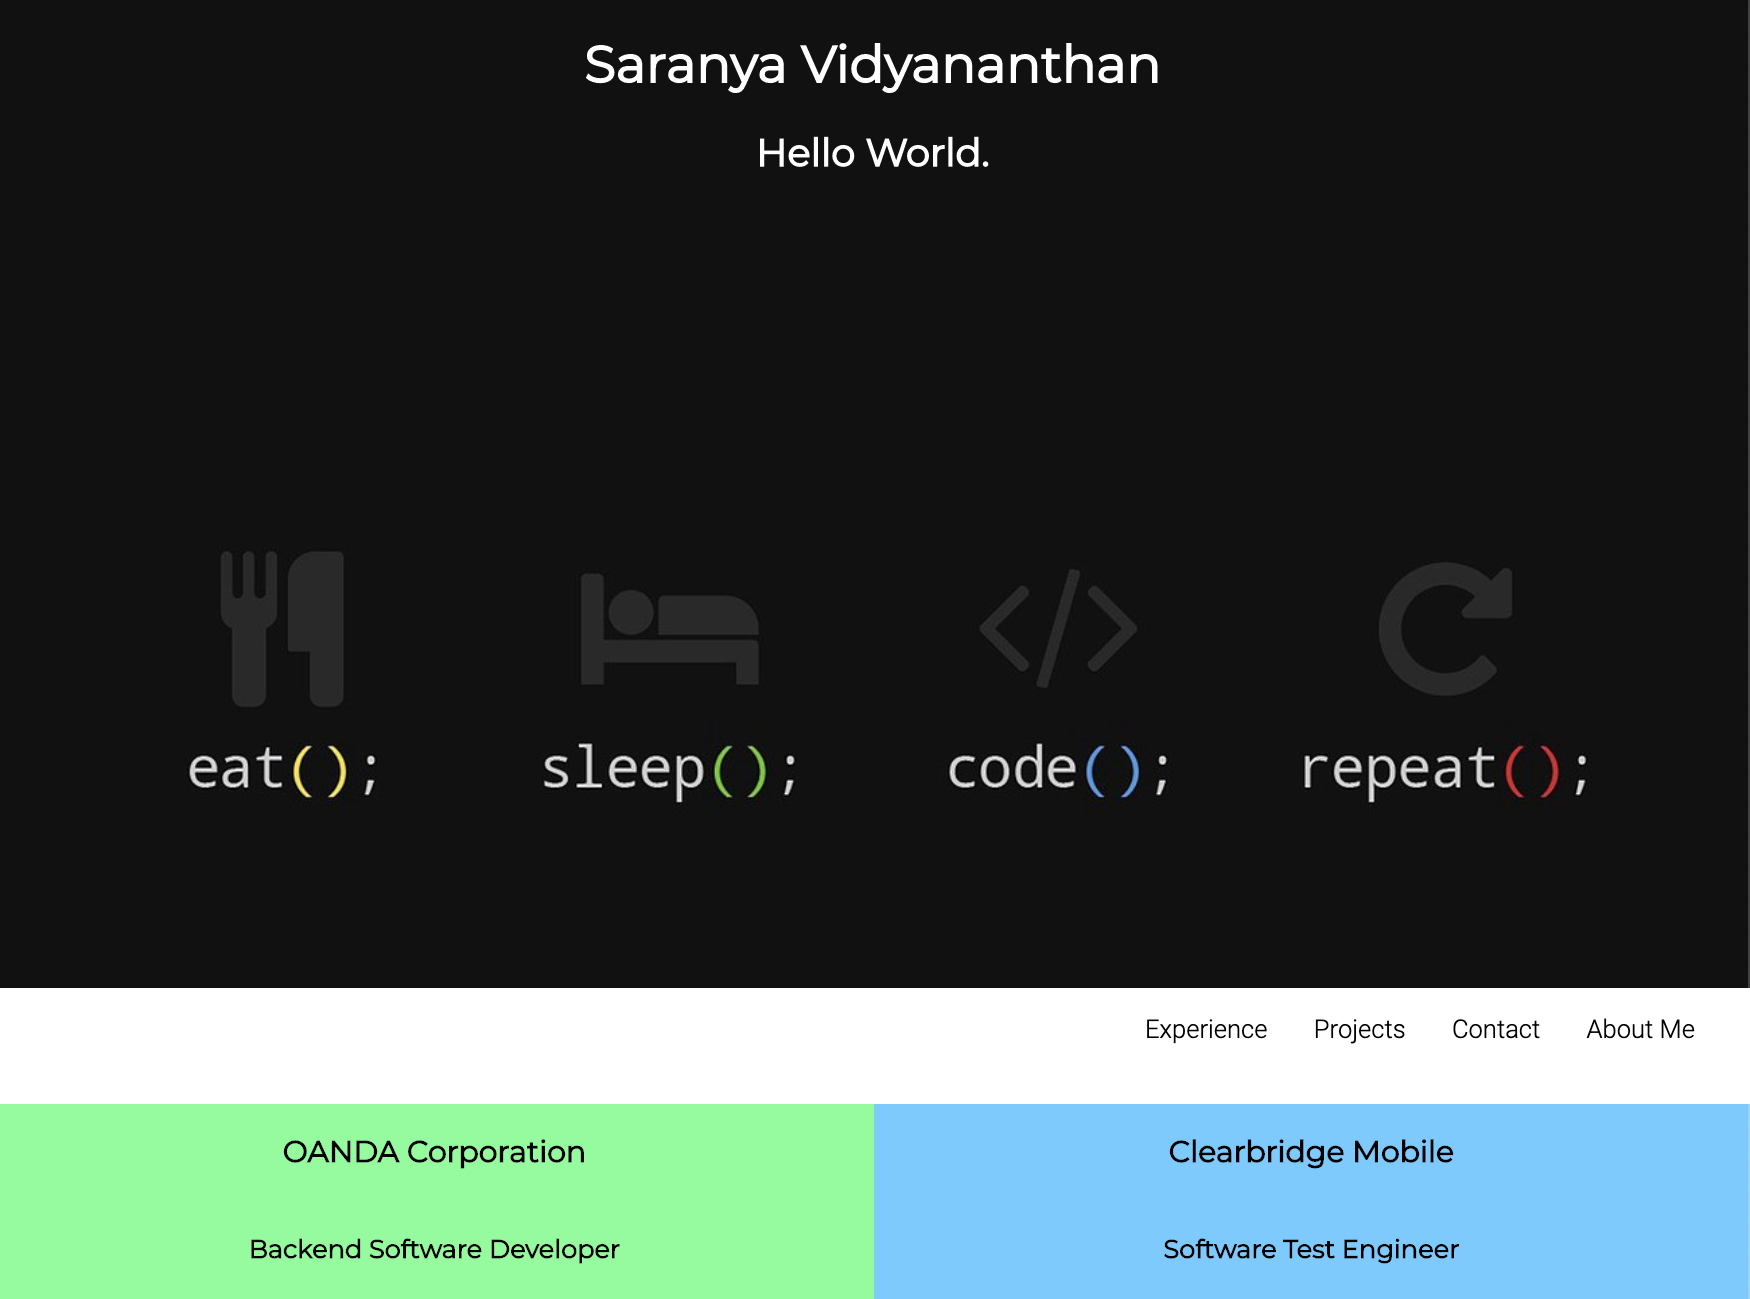 Saranya Vidyananthan
Hello World.
eat(); sleep(); code(); repeat();
Experience Projects Contact About Me
OANDA Corporation Clearbridge Mobile
Backend Software Developer Software Test Engineer